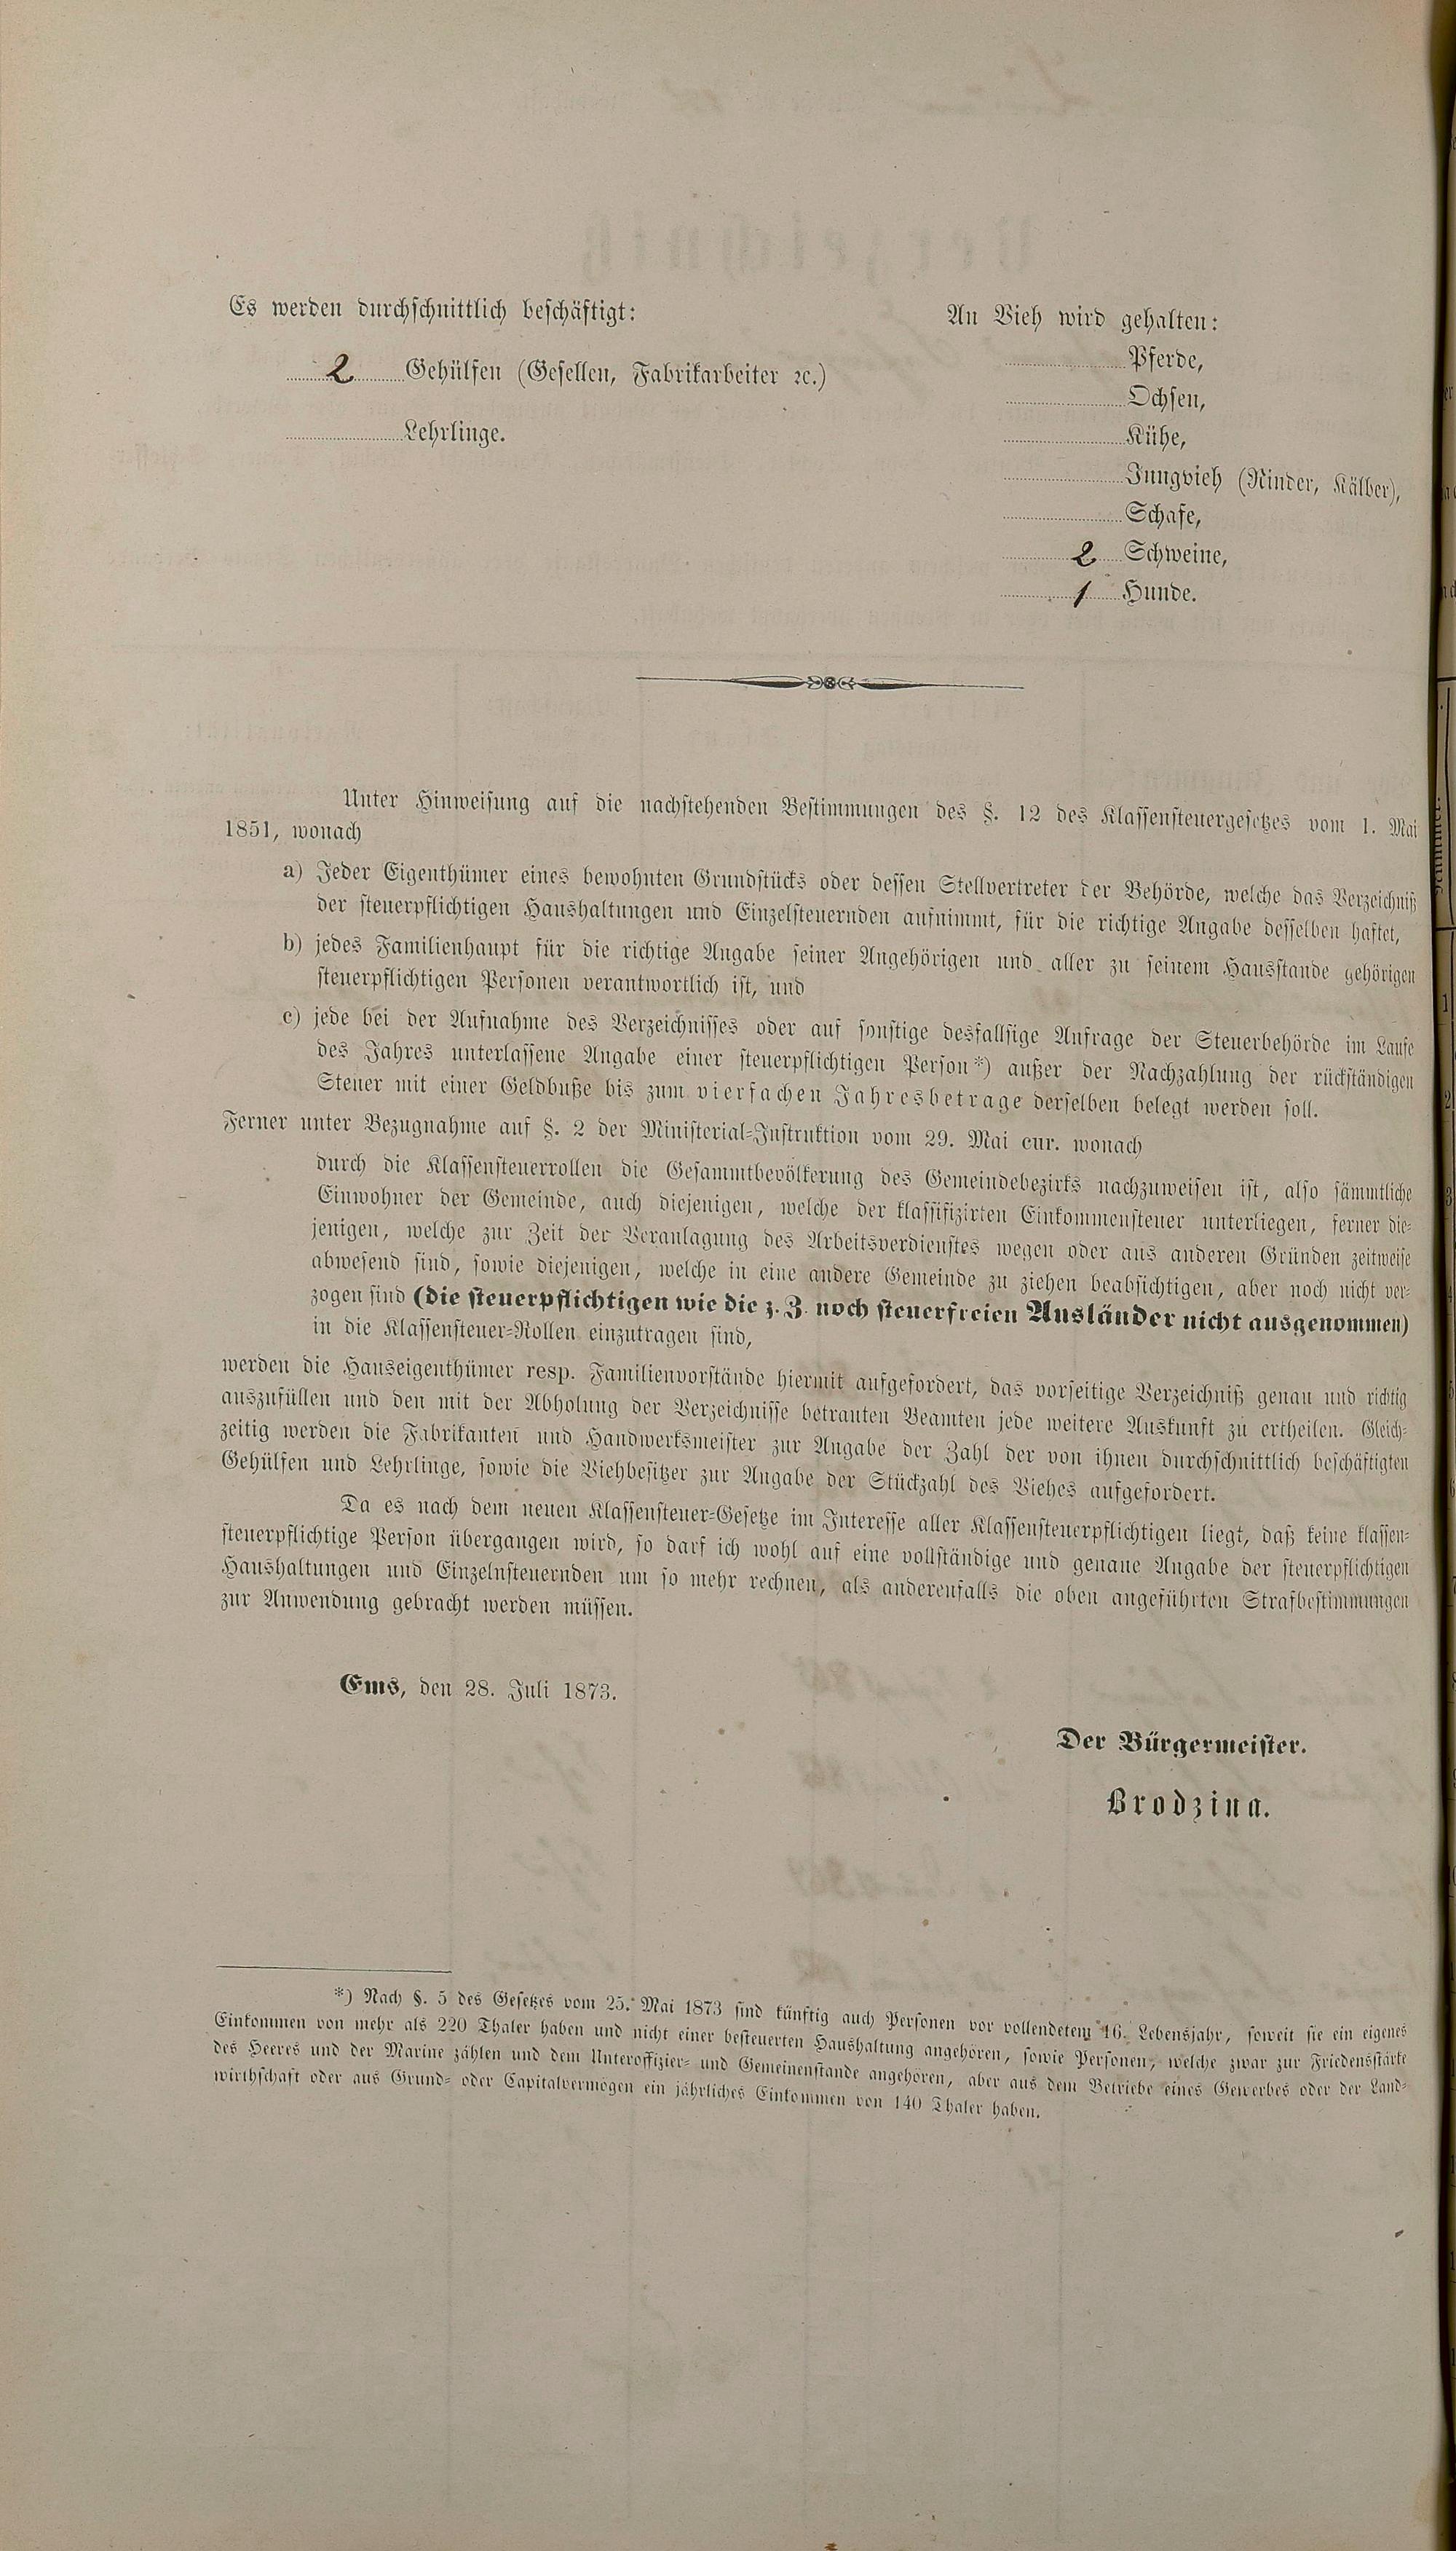 Es werden durchschnittlich beschäftigt:
2 Gehülfen (Gesellen, Fabrikarbeiter ꝛc.)
Lehrlinge.
An Vieh wird gehalten:
Pferde,
Ochsen,
Kühe,
Jungvieh (Rinder, Kälber),
Schafe,
2 Schweine,
1 Hunde.
Unter Hinweisung auf die nachstehenden Bestimmungen des §. 12 des Klassensteuergesetzes vom 1. Mai
1851, wonach
a) Jeder Eigenthümer eines bewohnten Grundstücks oder dessen Stellvertreter der Behörde, welche das Verzeichniß
der steuerpflichtigen Haushaltungen und Einzelsteuernden aufnimmt, für die richtige Angabe desselben haftet,
b) jedes Familienhaupt für die richtige Angabe seiner Angehörigen und aller zu seinem Hausstande gehörigen
steuerpflichtigen Personen verantwortlich ist, und
c) jede bei der Aufnahme des Verzeichnisses oder auf sonstige desfallsige Anfrage der Steuerbehörde im Laufe
des Jahres unterlassene Angabe einer steuerpflichtigen Person*) außer der Nachzahlung der rückständigen
Steuer mit einer Geldbuße bis zum vierfachen Jahresbetrage derselben belegt werden soll.
Ferner unter Bezugnahme auf §. 2 der Ministerial-Instruktion vom 29. Mai cur. wonach
durch die Klassensteuerrollen die Gesammtbevölkerung des Gemeindebezirks nachzuweisen ist, also sämmtliche
Einwohner der Gemeinde, auch diejenigen, welche der klassifizirten Einkommensteuer unterliegen, ferner die-
jenigen, welche zur Zeit der Veranlagung des Arbeitsverdienstes wegen oder aus anderen Gründen zeitweise
abwesend sind, sowie diejenigen, welche in eine andere Gemeinde zu ziehen beabsichtigen, aber noch nicht ver-
zogen sind (die steuerpflichtigen wie die z. Z. noch steuerfreien Ausländer nicht ausgenommen)
in die Klassensteuer-Rollen einzutragen sind,
werden die Hauseigenthümer resp. Familienvorstände hiermit aufgefordert, das vorseitige Verzeichniß genau und richtig
auszufüllen und den mit der Abholung der Verzeichnisse betrauten Beamten jede weitere Auskunft zu ertheilen. Gleich-
zeitig werden die Fabrikanten und Handwerksmeister zur Angabe der Zahl der von ihnen durchschnittlich beschäftigten
Gehülfen und Lehrlinge, sowie die Viehbesitzer zur Angabe der Stückzahl des Viehes aufgefordert.
Da es nach dem neuen Klassensteuer-Gesetze im Interesse aller Klassensteuerpflichtigen liegt, daß keine klassen-
steuerpflichtige Person übergangen wird, so darf ich wohl auf eine vollständige und genaue Angabe der steuerpflichtigen
Haushaltungen und Einzelnsteuernden um so mehr rechnen, als anderenfalls die oben angeführten Strafbestimmungen
zur Anwendung gebracht werden müssen.
Ems, den 28. Juli 1873.
Der Bürgermeister.
Brodzina.
*) Nach §. 5 des Gesetzes vom 25. Mai 1873 sind künftig auch Personen vor vollendetem 16. Lebensjahr, soweit sie ein eigenes
Einkommen von mehr als 220 Thaler haben und nicht einer besteuerten Haushaltung angehören, sowie Personen, welche zwar zur Friedensstärke
des Heeres und der Marine zählen und dem Unteroffizier- und Gemeinenstande angehören, aber aus dem Betriebe eines Gewerbes oder der Land-
wirthschaft oder aus Grund- oder Capitalvermögen ein jährliches Einkommen von 140 Thaler haben.